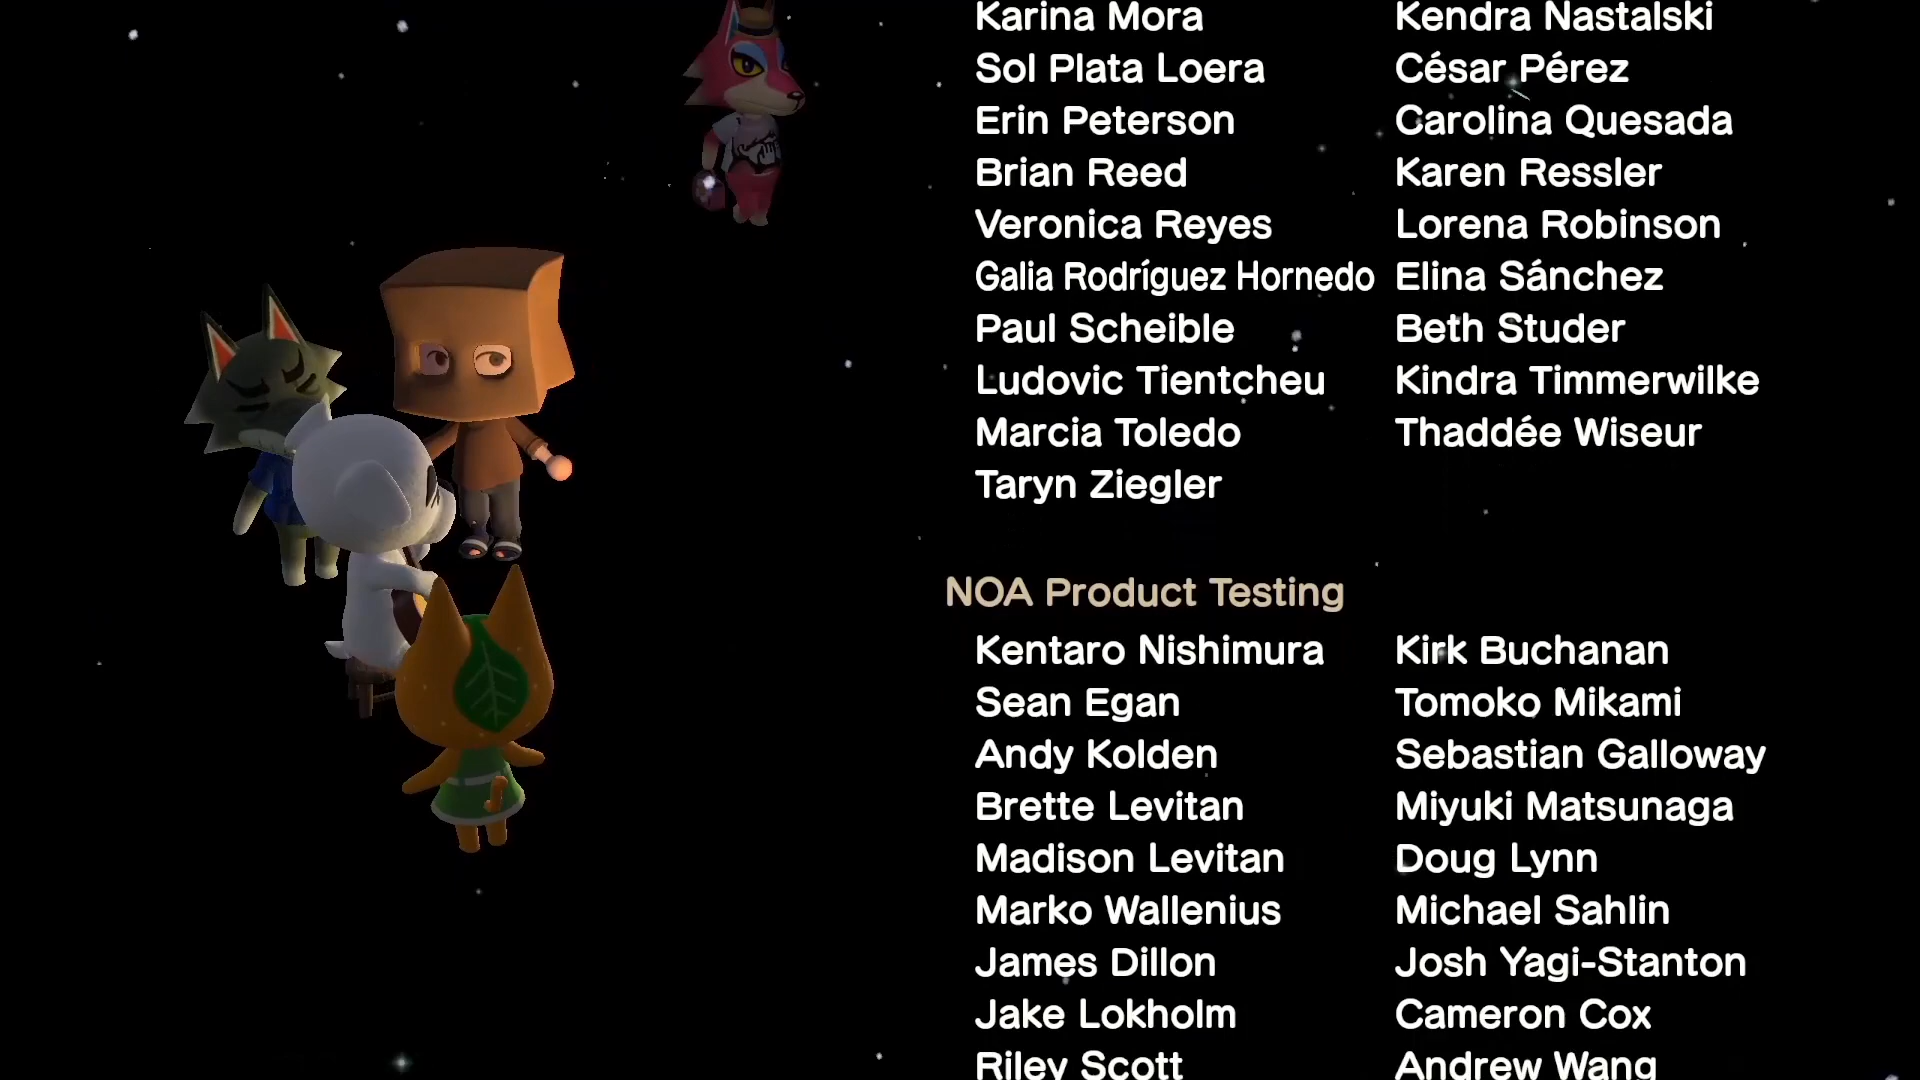 Karina Mora Kendra Nastalski
Sol Plata Loera César Pérez
Erin Peterson Carolina Quesada
Brian Reed Karen Ressler
Veronica Reyes Lorena Robinson
Galia Rodríguez Hornedo Elina Sánchez
Paul Scheible Beth Studer
Ludovic Tientcheu Kindra Timmerwilke
Marcia Toledo Thaddée Wiseur
Taryn Ziegler
NOA Product Testing
Kentaro Nishimura Kirk Buchanan
Sean Egan Tomoko Mikami
Andy Kolden Sebastian Galloway
Brette Levitan Miyuki Matsunaga
Madison Levitan Doug Lynn
Marko Wallenius Michael Sahlin
James Dillon Josh Yagi-Stanton
Jake Lokholm Cameron Cox
Riley Scott Andrew Wang